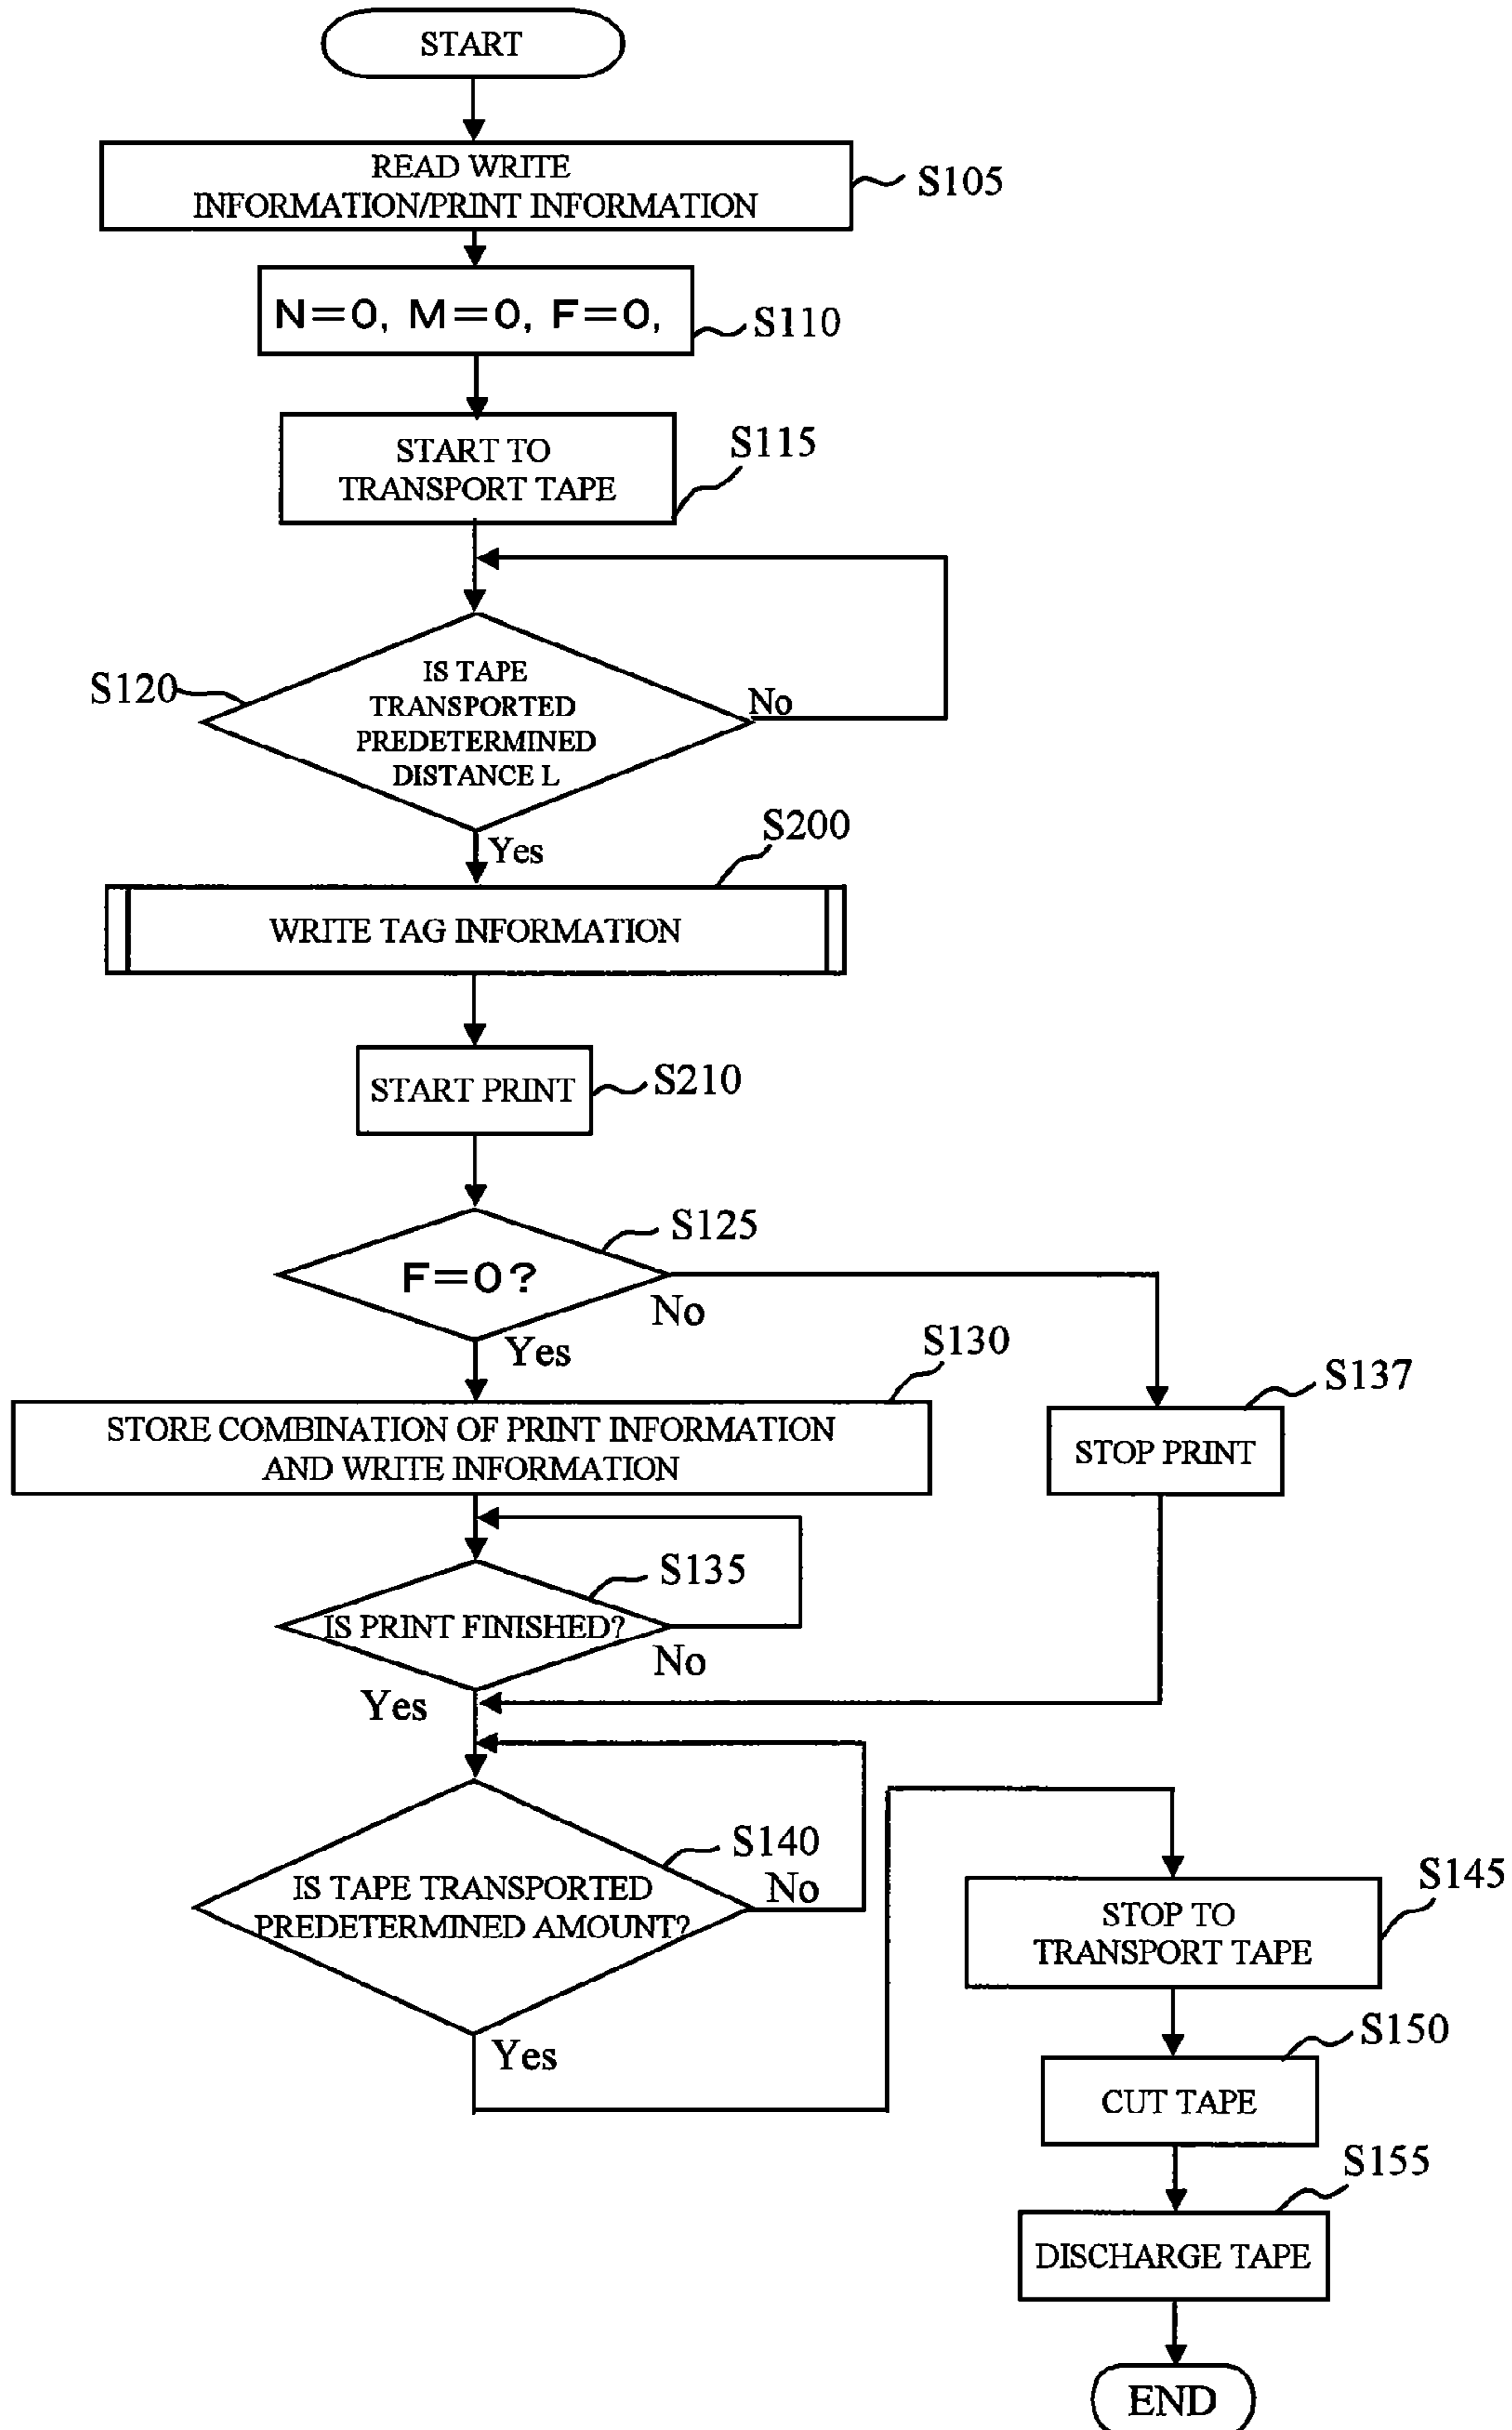 START
READ WRITE
INFORMATION/PRINT INFORMATION
S105
N=0, M=0, F=0,
S110
START TO
TRANSPORT TAPE
S115
S120
IS TAPE
TRANSPORTED
PREDETERMINED
DISTANCE L
No
Yes
S200
WRITE TAG INFORMATION
START PRINT
S210
S125
F=0?
No
Yes
S130
STORE COMBINATION OF PRINT INFORMATION
AND WRITE INFORMATION
S137
STOP PRINT
S135
IS PRINT FINISHED?
No
Yes
S140
IS TAPE TRANSPORTED
PREDETERMINED AMOUNT?
No
Yes
S145
STOP TO
TRANSPORT TAPE
S150
CUT TAPE
S155
DISCHARGE TAPE
END